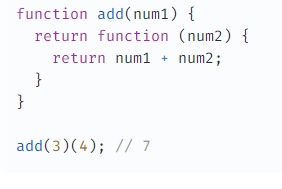 function add(num1) {
  return function (num2) {
    return num1 + num2;
  }
}

add(3)(4); // 7